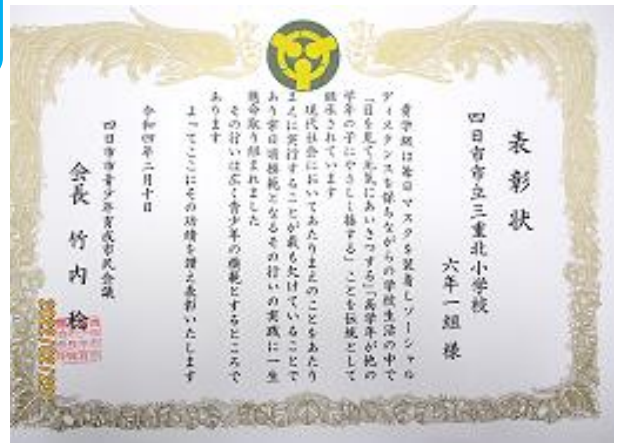 表彰状
四日市市立三重北小学校
六年一組 様
貴学級は毎日マスクを装着しソーシャル
ディスタンスを保ちながらの学校生活の中で
「目を見て元気にあいさつする」「高学年が他の
学年の子にやさしく接する」ことを伝統として
継承されています
現代社会においてあたりまえのことをあたり
まえに実行することが最も欠けていることで
あり常日頃模範となるその行いの実践に一生
懸命取り組まれました
その行いは広く青少年の模範とするところで
あります
よってここにその功績を讃え表彰いたします
令和四年二月十日
四日市市青少年育成市民会議
会長 竹内